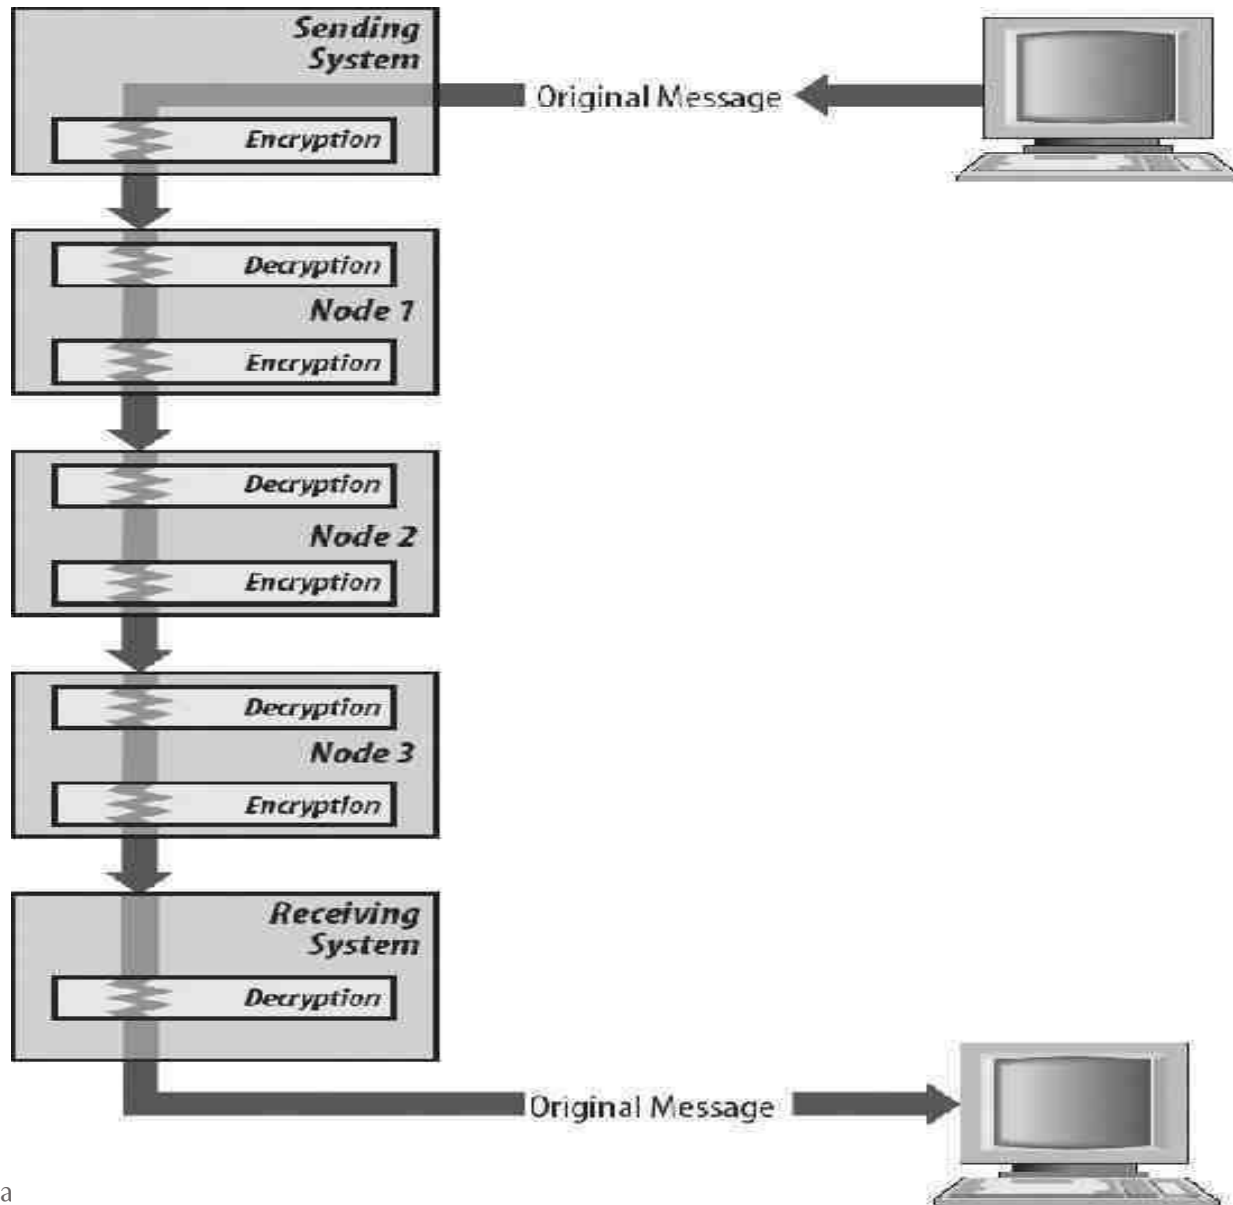 Sending
System
Original Message
Encryption
Decryption
Node 1
Encryption
Decryption
Node 2
Encryption
Decryption
Node 3
Encryption
Receiving
System
Decryption
Original Message
a